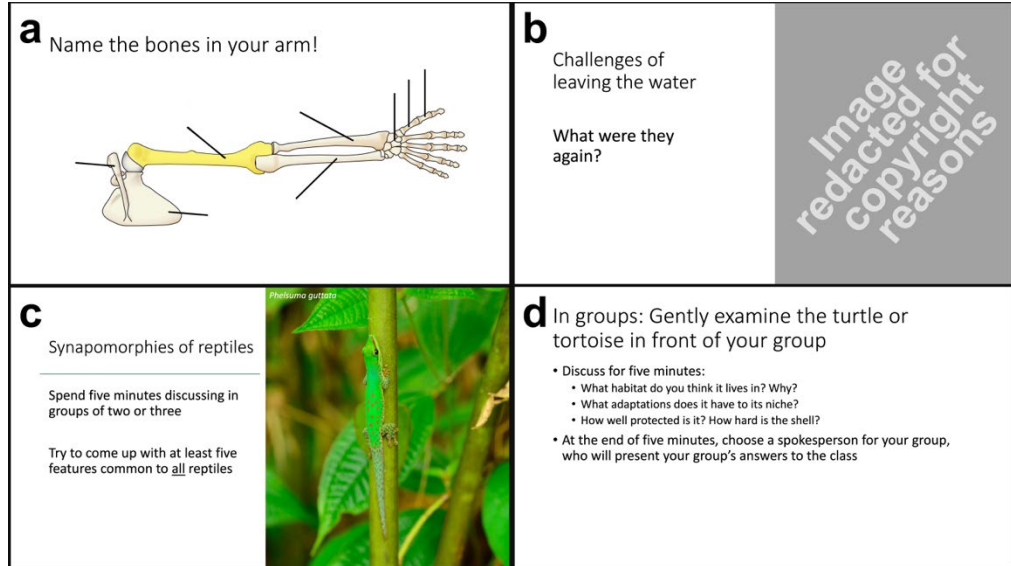 a
Name the bones in your arm!
b
Challenges of
leaving the water
What were they
again?
Image
redacted for
copyright
reasons
c
Synapomorphies of reptiles
Spend five minutes discussing in
groups of two or three
Try to come up with at least five
features common to all reptiles
Phelsuma guttata
d
In groups: Gently examine the turtle or
tortoise in front of your group
• Discuss for five minutes:
• What habitat do you think it lives in? Why?
• What adaptations does it have to its niche?
• How well protected is it? How hard is the shell?
• At the end of five minutes, choose a spokesperson for your group,
who will present your group’s answers to the class